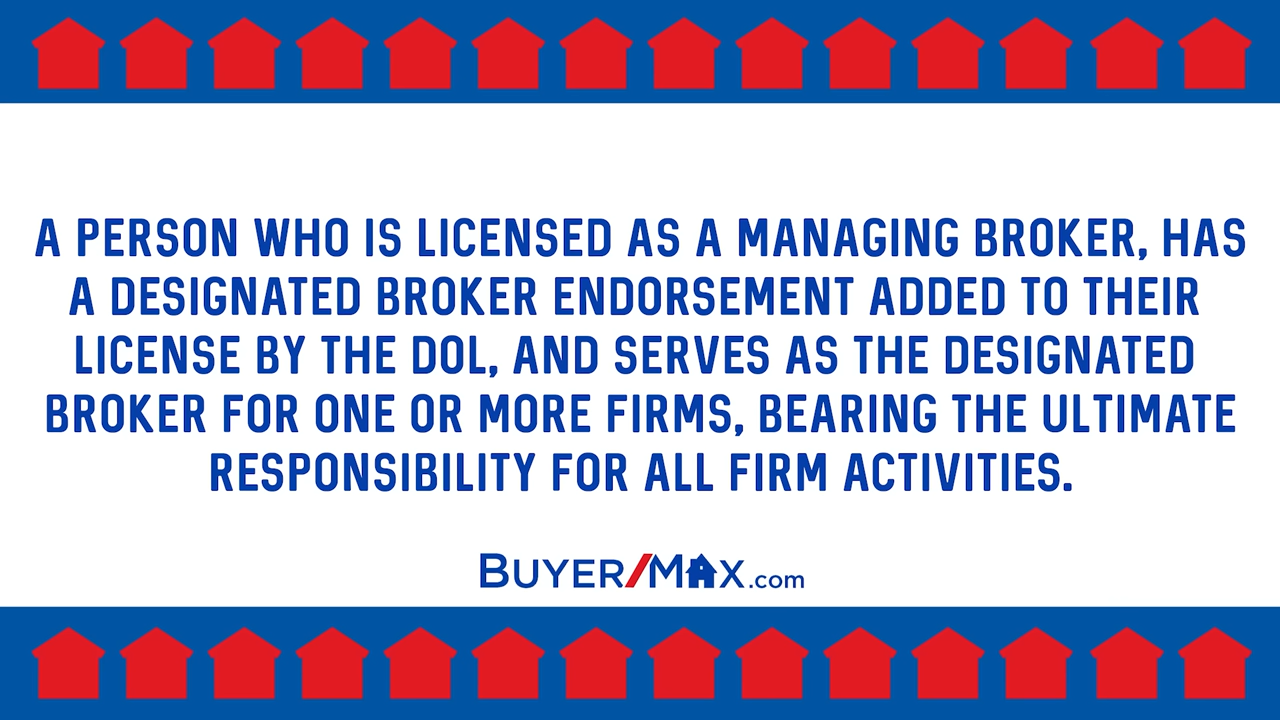 A PERSON WHO IS LICENSED AS A MANAGING BROKER, HAS
A DESIGNATED BROKER ENDORSEMENT ADDED TO THEIR
LICENSE BY THE DOL, AND SERVES AS THE DESIGNATED
BROKER FOR ONE OR MORE FIRMS, BEARING THE ULTIMATE
RESPONSIBILITY FOR ALL FIRM ACTIVITIES.
BUYER/MAX.com